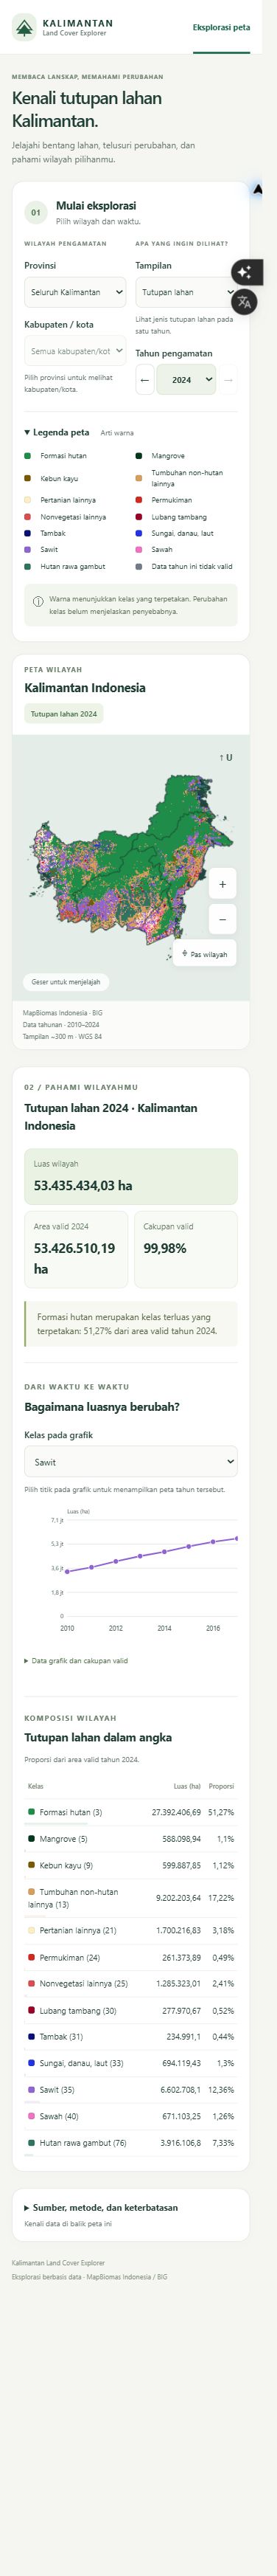 KALIMANTAN
Land Cover Explorer
Eksplorasi peta
MEMBACA LANSKAP, MEMAHAMI PERUBAHAN
Kenali tutupan lahan
Kalimantan.
Jelajahi bentang lahan, telusuri perubahan, dan
pahami wilayah pilihanmu.
01
Mulai eksplorasi
Pilih wilayah dan waktu.
WILAYAH PENGAMATAN
Provinsi
Seluruh Kalimantan
Kabupaten / kota
Semua kabupaten/kot
Pilih provinsi untuk melihat
kabupaten/kota.
APA YANG INGIN DILIHAT?
Tampilan
Tutupan lahan
Lihat jenis tutupan lahan pada
satu tahun.
Tahun pengamatan
← 2024 →
▼ Legenda peta Arti warna
Formasi hutan
Mangrove
Kebun kayu
Tumbuhan non-hutan
lainnya
Pertanian lainnya
Permukiman
Nonvegetasi lainnya
Lubang tambang
Tambak
Sungai, danau, laut
Sawit
Sawah
Hutan rawa gambut
Data tahun ini tidak valid
Warna menunjukkan kelas yang terpetakan. Perubahan
kelas belum menjelaskan penyebabnya.
PETA WILAYAH
Kalimantan Indonesia
Tutupan lahan 2024
↑ U
+
−
Pas wilayah
Geser untuk menjelajah
MapBiomas Indonesia · BIG
Data tahunan · 2010–2024
Tampilan ~300 m · WGS 84
02 / PAHAMI WILAYAHMU
Tutupan lahan 2024 · Kalimantan
Indonesia
Luas wilayah
53.435.434,03 ha
Area valid 2024
53.426.510,19
ha
Cakupan valid
99,98%
Formasi hutan merupakan kelas terluas yang
terpetakan: 51,27% dari area valid tahun 2024.
DARI WAKTU KE WAKTU
Bagaimana luasnya berubah?
Kelas pada grafik
Sawit
Pilih titik pada grafik untuk menampilkan peta tahun tersebut.
Luas (ha)
7,1 jt
5,3 jt
3,6 jt
1,8 jt
0
2010 2012 2014 2016
▶ Data grafik dan cakupan valid
KOMPOSISI WILAYAH
Tutupan lahan dalam angka
Proporsi dari area valid tahun 2024.
Kelas Luas (ha) Proporsi
Formasi hutan (3) 27.392.406,69 51,27%
Mangrove (5) 588.098,94 1,1%
Kebun kayu (9) 599.887,85 1,12%
Tumbuhan non-hutan
lainnya (13) 9.202.203,64 17,22%
Pertanian lainnya (21) 1.700.216,83 3,18%
Permukiman (24) 261.373,89 0,49%
Nonvegetasi lainnya (25) 1.285.323,01 2,41%
Lubang tambang (30) 277.970,67 0,52%
Tambak (31) 234.991,1 0,44%
Sungai, danau, laut (33) 694.119,43 1,3%
Sawit (35) 6.602.708,1 12,36%
Sawah (40) 671.103,25 1,26%
Hutan rawa gambut (76) 3.916.106,8 7,33%
▶ Sumber, metode, dan keterbatasan
Kenali data di balik peta ini
Kalimantan Land Cover Explorer
Eksplorasi berbasis data · MapBiomas Indonesia / BIG